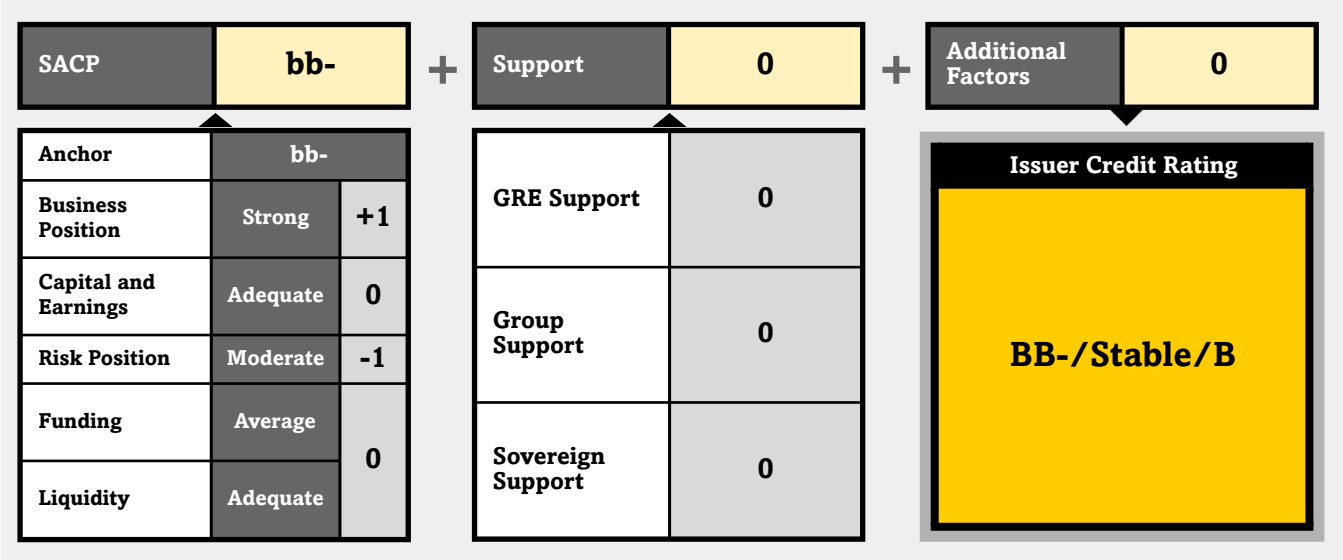 SACP
bb-
+
Support
0
+
Additional
Factors
0
Anchor
bb-
Business
Position
Strong
+1
Capital and
Earnings
Adequate
0
Risk Position
Moderate
-1
Funding
Average
0
Liquidity
Adequate
GRE Support
0
Group
Support
0
Sovereign
Support
0
Issuer Credit Rating
BB-/Stable/B